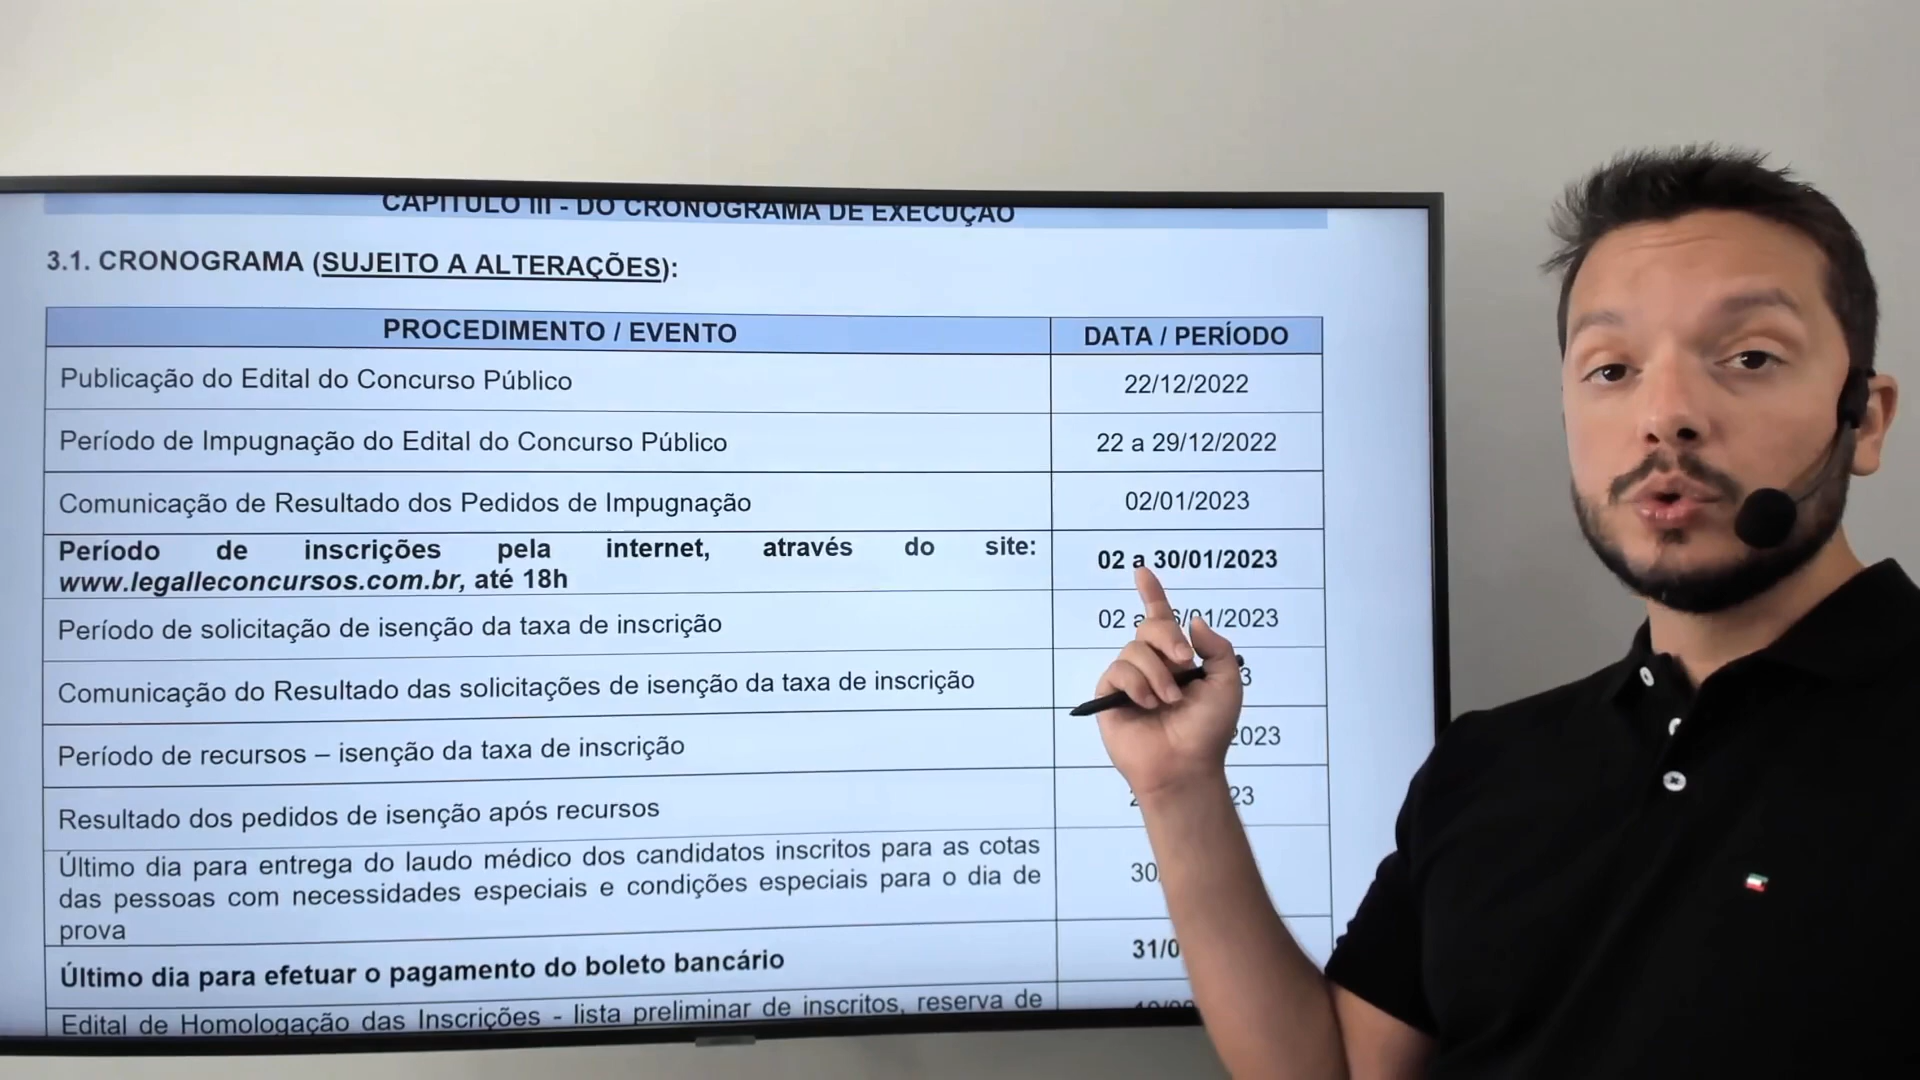 CAPÍTULO III - DO CRONOGRAMA DE EXECUÇÃO
3.1. CRONOGRAMA (SUJEITO A ALTERAÇÕES):
PROCEDIMENTO / EVENTO DATA / PERÍODO
Publicação do Edital do Concurso Público 22/12/2022
Período de Impugnação do Edital do Concurso Público 22 a 29/12/2022
Comunicação de Resultado dos Pedidos de Impugnação 02/01/2023
Período de inscrições pela internet, através do site:
www.legalleconcursos.com.br, até 18h 02 a 30/01/2023
Período de solicitação de isenção da taxa de inscrição 02 a /01/2023
Comunicação do Resultado das solicitações de isenção da taxa de inscrição
Período de recursos – isenção da taxa de inscrição 2023
Resultado dos pedidos de isenção após recursos
Último dia para entrega do laudo médico dos candidatos inscritos para as cotas
das pessoas com necessidades especiais e condições especiais para o dia de
prova 30
Último dia para efetuar o pagamento do boleto bancário 31/0
Edital de Homologação das Inscrições - lista preliminar de inscritos, reserva de